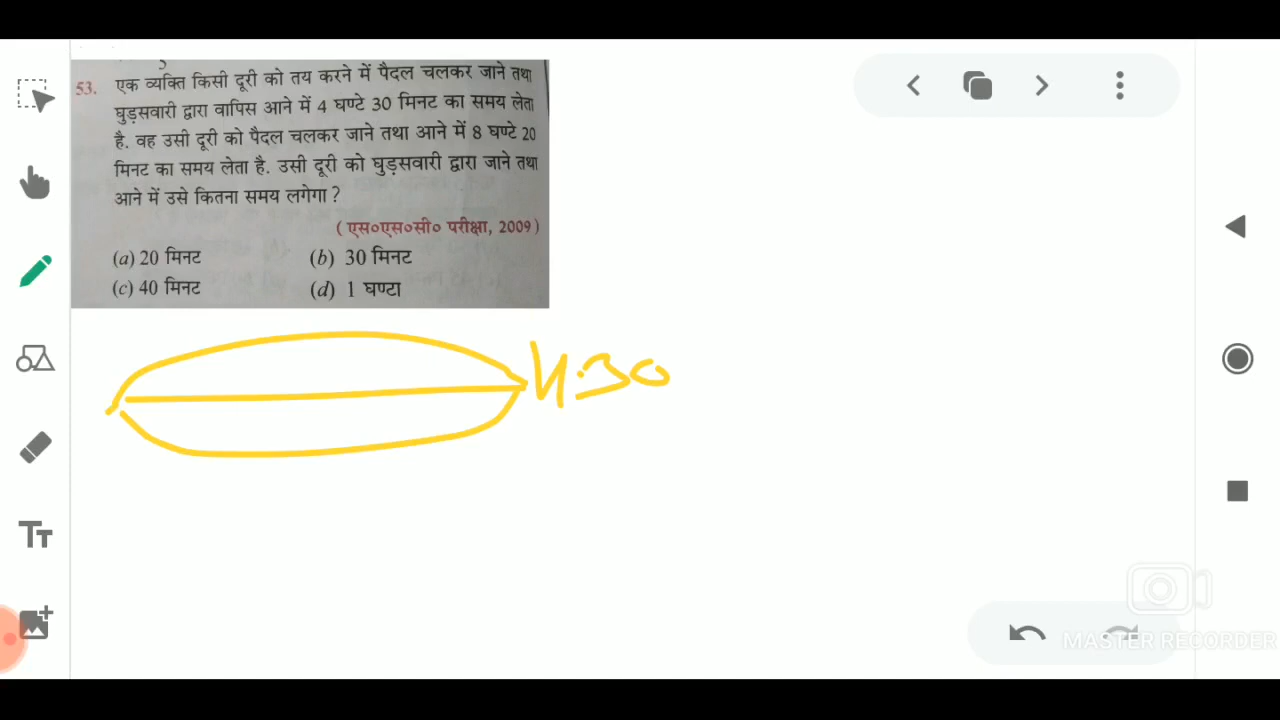 53. एक व्यक्ति किसी दूरी को तय करने में पैदल चलकर जाने तथा
घुड़सवारी द्वारा वापिस आने में 4 घण्टे 30 मिनट का समय लेता
है. वह उसी दूरी को पैदल चलकर जाने तथा आने में 8 घण्टे 20
मिनट का समय लेता है. उसी दूरी को घुड़सवारी द्वारा जाने तथा
आने में उसे कितना समय लगेगा ?
(एस०एस०सी० परीक्षा, 2009)
(a) 20 मिनट (b) 30 मिनट
(c) 40 मिनट (d) 1 घण्टा
4:30
TT
MASTER RECORDER